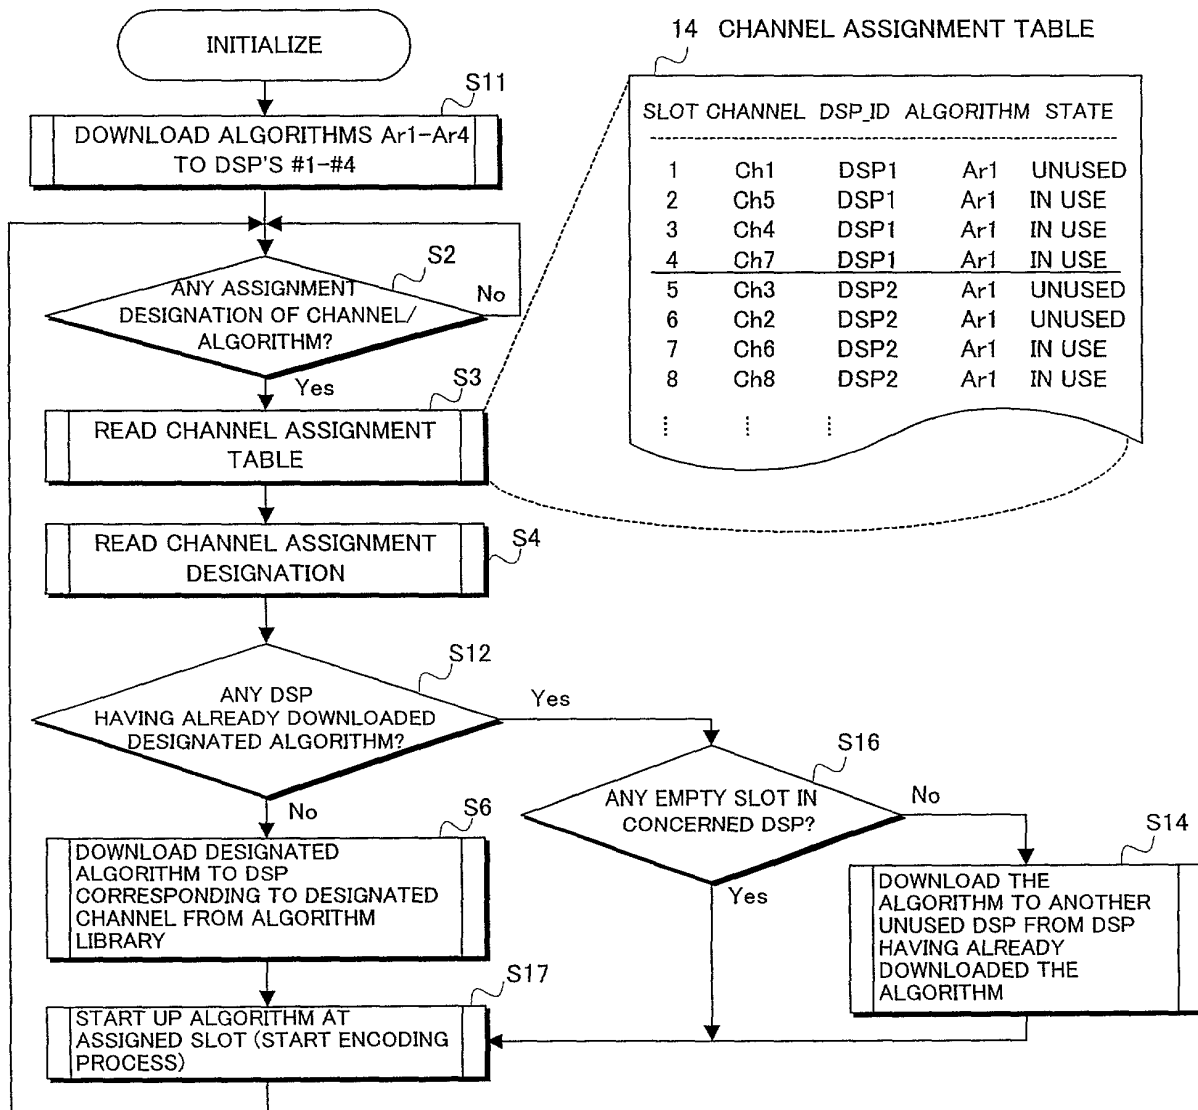 INITIALIZE
S11
DOWNLOAD ALGORITHMS Ar1-Ar4
TO DSP'S #1-#4
S2
ANY ASSIGNMENT
DESIGNATION OF CHANNEL/
ALGORITHM?
No
Yes
S3
READ CHANNEL ASSIGNMENT
TABLE
S4
READ CHANNEL ASSIGNMENT
DESIGNATION
S12
ANY DSP
HAVING ALREADY DOWNLOADED
DESIGNATED ALGORITHM?
Yes
No
S6
DOWNLOAD DESIGNATED
ALGORITHM TO DSP
CORRESPONDING TO DESIGNATED
CHANNEL FROM ALGORITHM
LIBRARY
S16
ANY EMPTY SLOT IN
CONCERNED DSP?
No
Yes
S14
DOWNLOAD THE
ALGORITHM TO ANOTHER
UNUSED DSP FROM DSP
HAVING ALREADY
DOWNLOADED THE
ALGORITHM
S17
START UP ALGORITHM AT
ASSIGNED SLOT (START ENCODING
PROCESS)
14 CHANNEL ASSIGNMENT TABLE
SLOT CHANNEL DSP_ID ALGORITHM STATE
1 Ch1 DSP1 Ar1 UNUSED
2 Ch5 DSP1 Ar1 IN USE
3 Ch4 DSP1 Ar1 IN USE
4 Ch7 DSP1 Ar1 IN USE
5 Ch3 DSP2 Ar1 UNUSED
6 Ch2 DSP2 Ar1 UNUSED
7 Ch6 DSP2 Ar1 IN USE
8 Ch8 DSP2 Ar1 IN USE
⋮ ⋮ ⋮